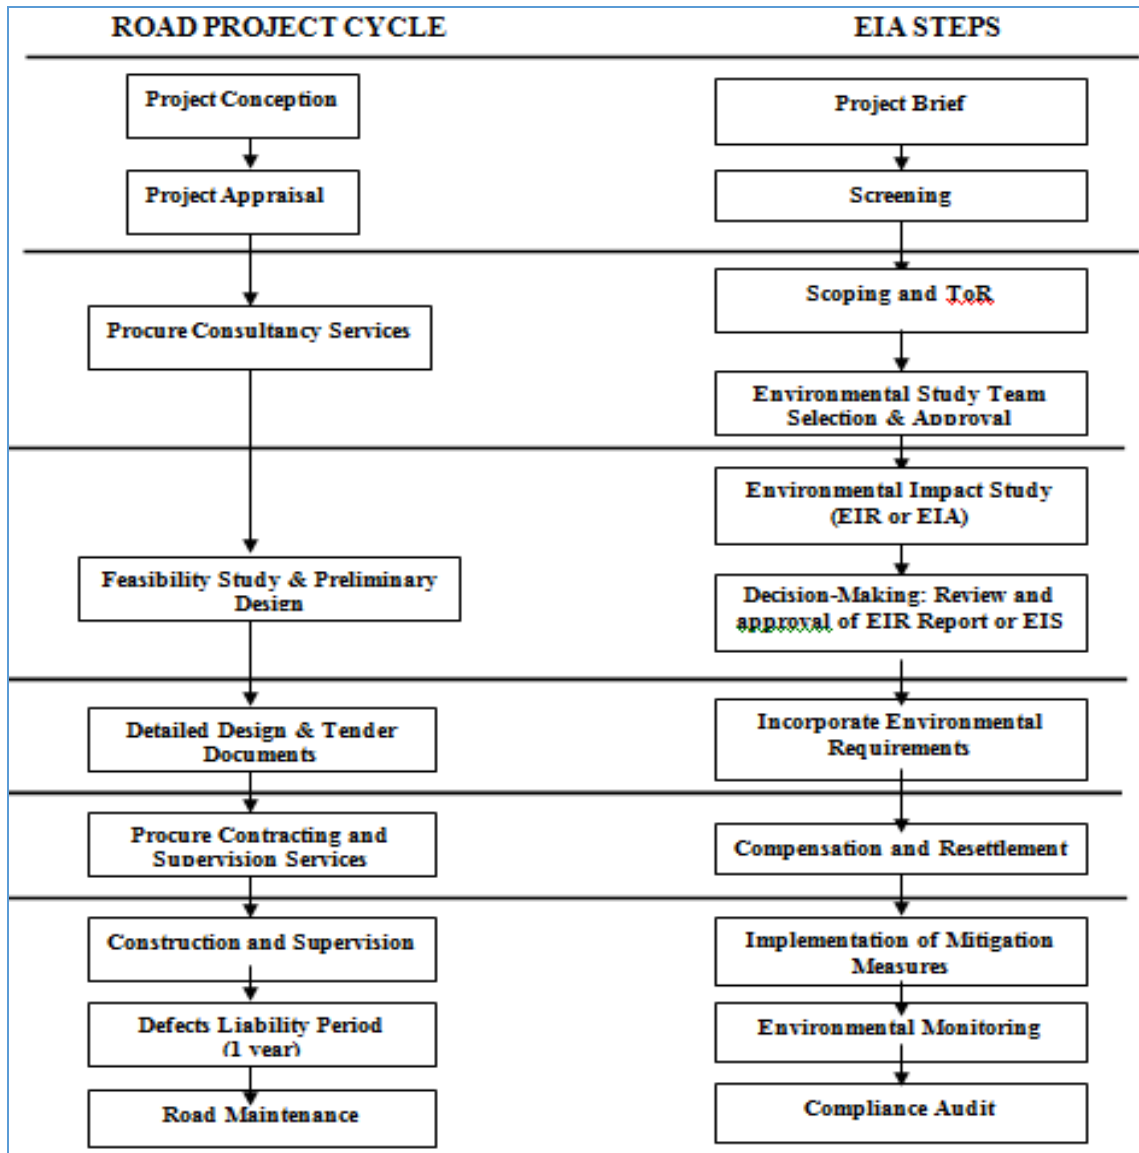 ROAD PROJECT CYCLE
EIA STEPS
Project Conception
Project Brief
Project Appraisal
Screening
Scoping and ToR
Procure Consultancy Services
Environmental Study Team
Selection & Approval
Environmental Impact Study
(EIR or EIA)
Feasibility Study & Preliminary
Design
Decision-Making: Review and
approval of EIR Report or EIS
Detailed Design & Tender
Documents
Incorporate Environmental
Requirements
Procure Contracting and
Supervision Services
Compensation and Resettlement
Construction and Supervision
Implementation of Mitigation
Measures
Defects Liability Period
(1 year)
Environmental Monitoring
Road Maintenance
Compliance Audit